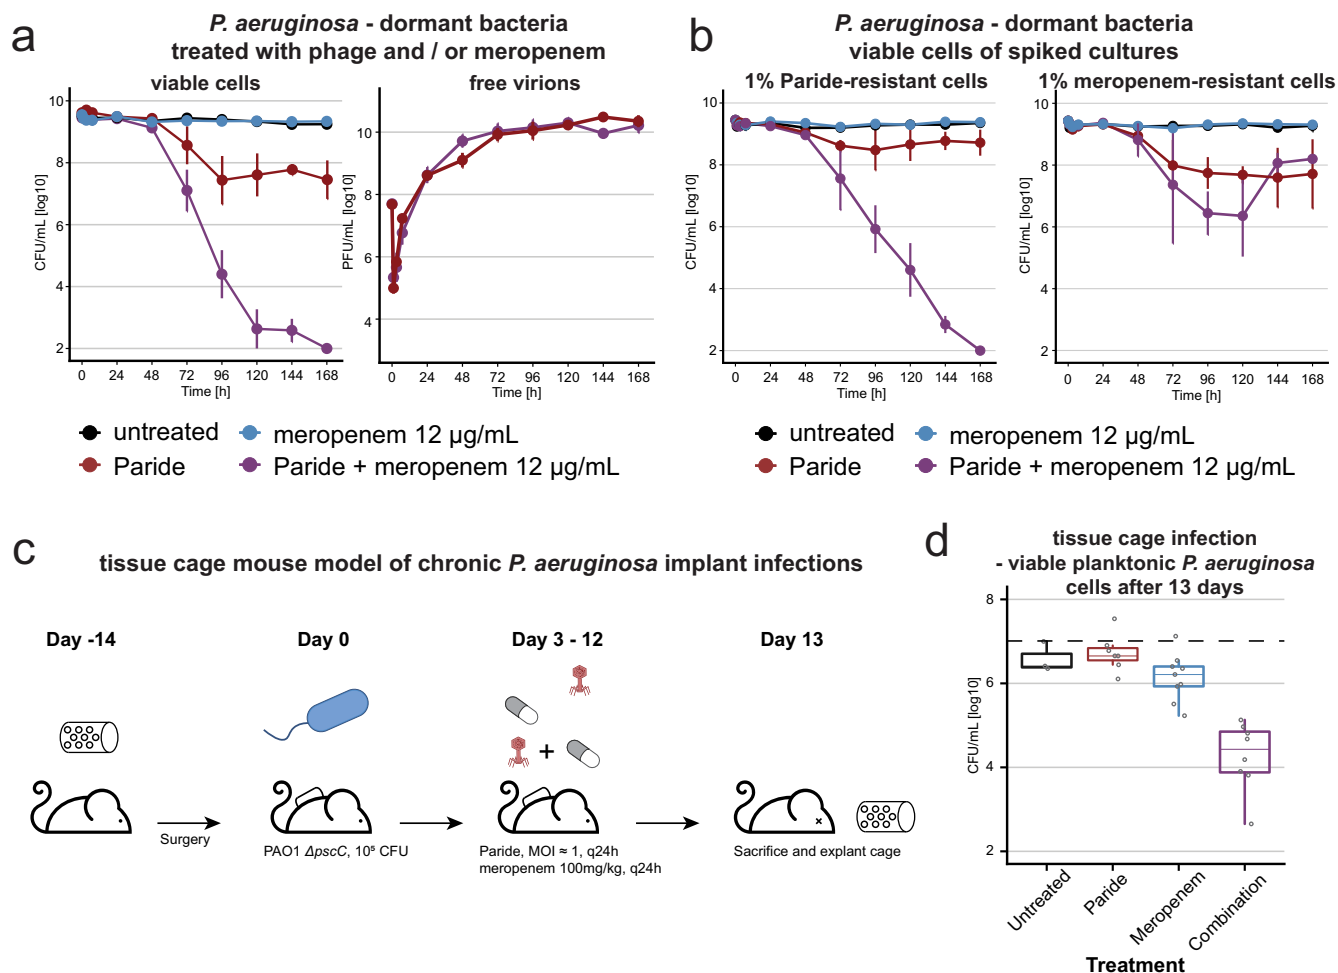 a
P. aeruginosa - dormant bacteria
treated with phage and / or meropenem
viable cells
free virions
CFU/mL [log10]
10
8
6
4
2
0 24 48 72 96 120 144 168
Time [h]
PFU/mL [log10]
10
8
6
4
0 24 48 72 96 120 144 168
Time [h]
untreated
meropenem 12 µg/mL
Paride
Paride + meropenem 12 µg/mL
b
P. aeruginosa - dormant bacteria
viable cells of spiked cultures
1% Paride-resistant cells
1% meropenem-resistant cells
CFU/mL [log10]
10
8
6
4
2
0 24 48 72 96 120 144 168
Time [h]
CFU/mL [log10]
10
8
6
4
2
0 24 48 72 96 120 144 168
Time [h]
untreated
meropenem 12 µg/mL
Paride
Paride + meropenem 12 µg/mL
c
tissue cage mouse model of chronic P. aeruginosa implant infections
Day -14
Day 0
Day 3 - 12
Day 13
+
Surgery
PAO1 ΔpscC, 10⁵ CFU
Paride, MOI ≈ 1, q24h
meropenem 100mg/kg, q24h
Sacrifice and explant cage
d
tissue cage infection
- viable planktonic P. aeruginosa
cells after 13 days
CFU/mL [log10]
8
6
4
2
Untreated
Paride
Meropenem
Combination
Treatment